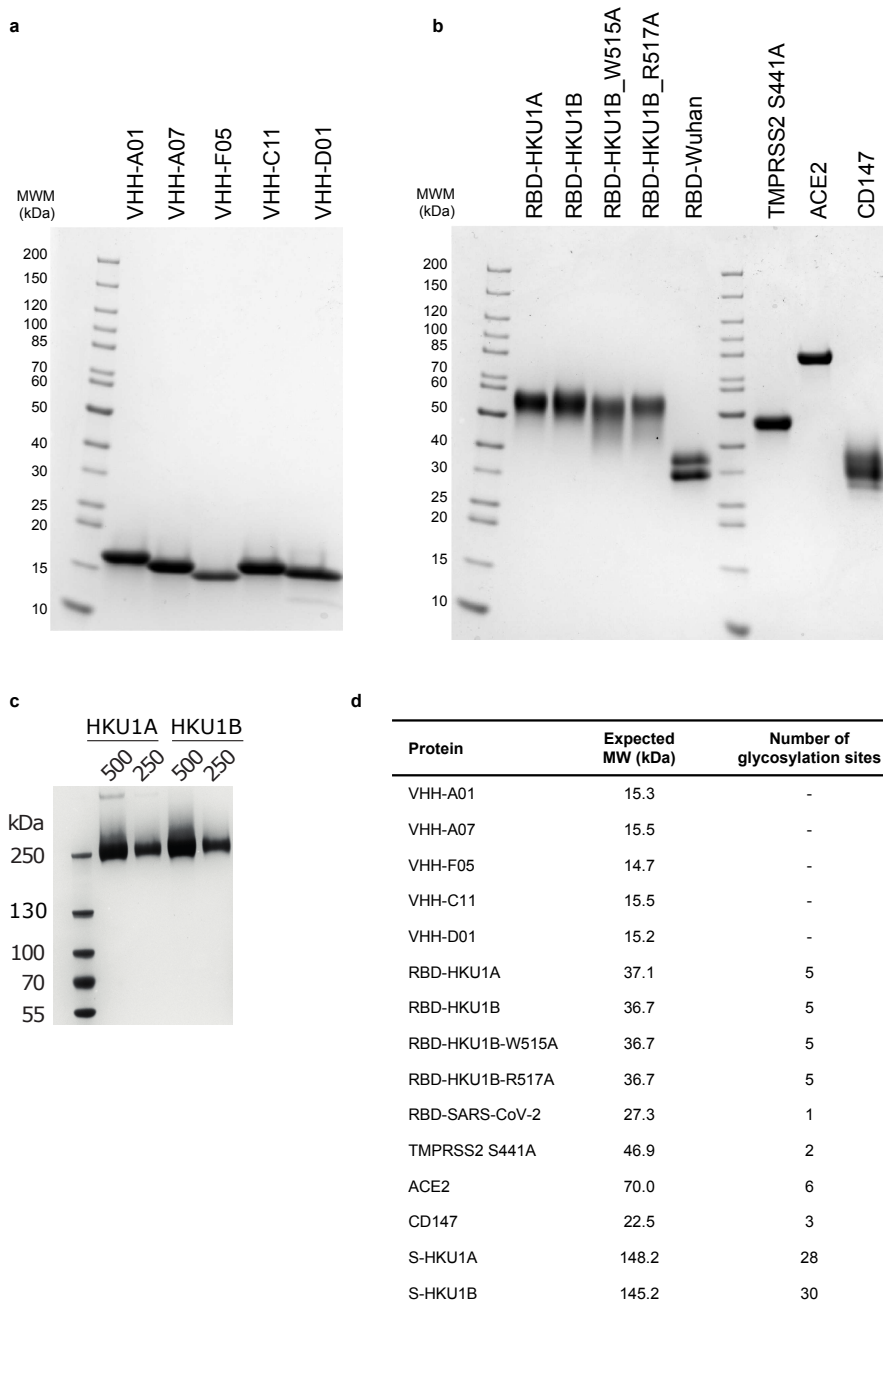 a
MWM
(kDa)
VHH-A01
VHH-A07
VHH-F05
VHH-C11
VHH-D01
200
150
120
100
85
70
60
50
40
30
25
20
15
10
b
MWM
(kDa)
RBD-HKU1A
RBD-HKU1B
RBD-HKU1B_W515A
RBD-HKU1B_R517A
RBD-Wuhan
TMPRSS2 S441A
ACE2
CD147
200
150
120
100
85
70
60
50
40
30
25
20
15
10
c
HKU1A HKU1B
500 250 500 250
kDa
250
130
100
70
55
d
Protein Expected MW (kDa) Number of glycosylation sites
VHH-A01 15.3 -
VHH-A07 15.5 -
VHH-F05 14.7 -
VHH-C11 15.5 -
VHH-D01 15.2 -
RBD-HKU1A 37.1 5
RBD-HKU1B 36.7 5
RBD-HKU1B-W515A 36.7 5
RBD-HKU1B-R517A 36.7 5
RBD-SARS-CoV-2 27.3 1
TMPRSS2 S441A 46.9 2
ACE2 70.0 6
CD147 22.5 3
S-HKU1A 148.2 28
S-HKU1B 145.2 30